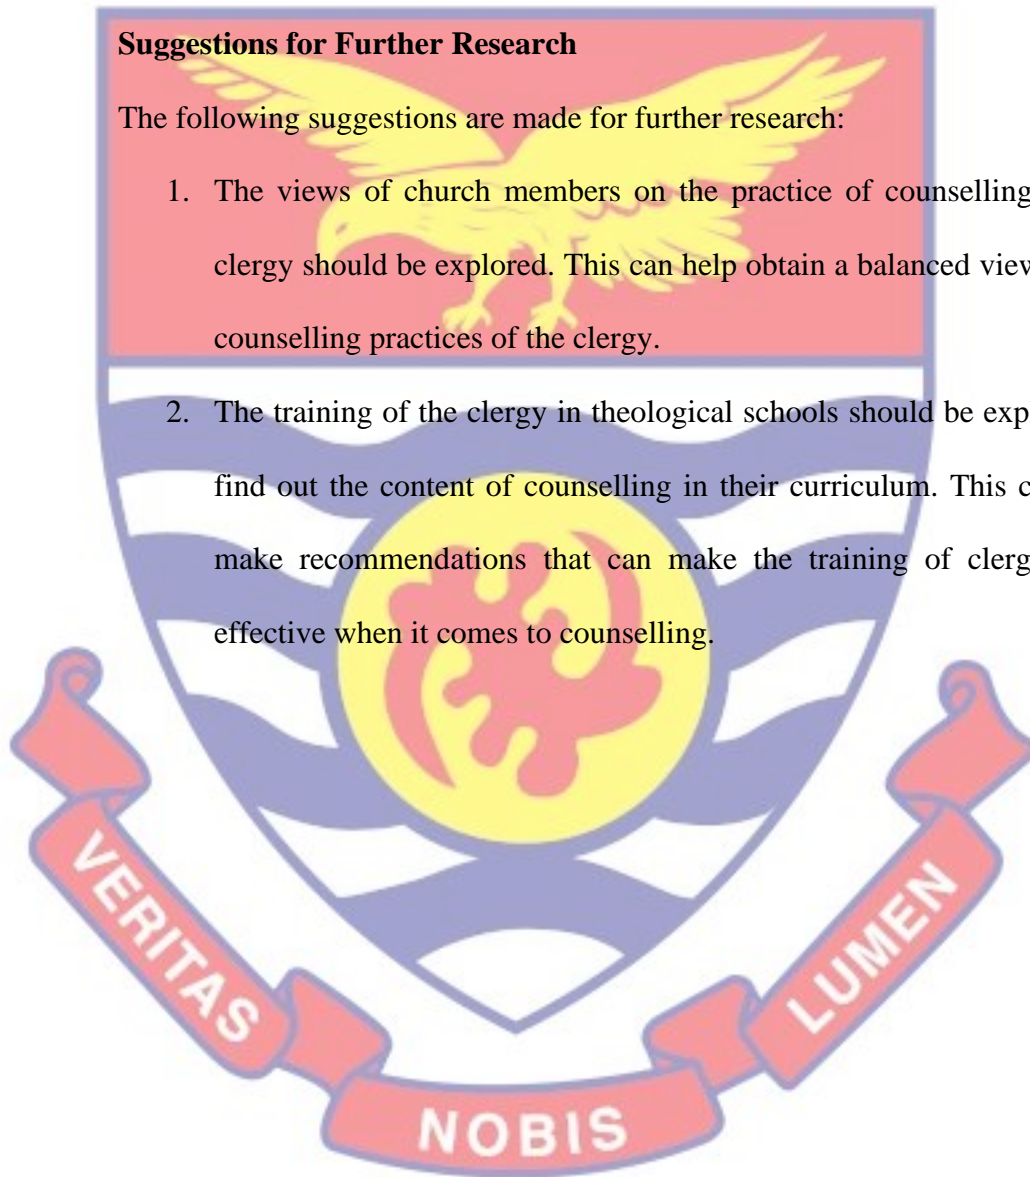 Suggestions for Further Research
The following suggestions are made for further research:
1. The views of church members on the practice of counselling
clergy should be explored. This can help obtain a balanced view
counselling practices of the clergy.
2. The training of the clergy in theological schools should be exp
find out the content of counselling in their curriculum. This c
make recommendations that can make the training of clerg
effective when it comes to counselling.
VERITAS
NOBIS
LUMEN